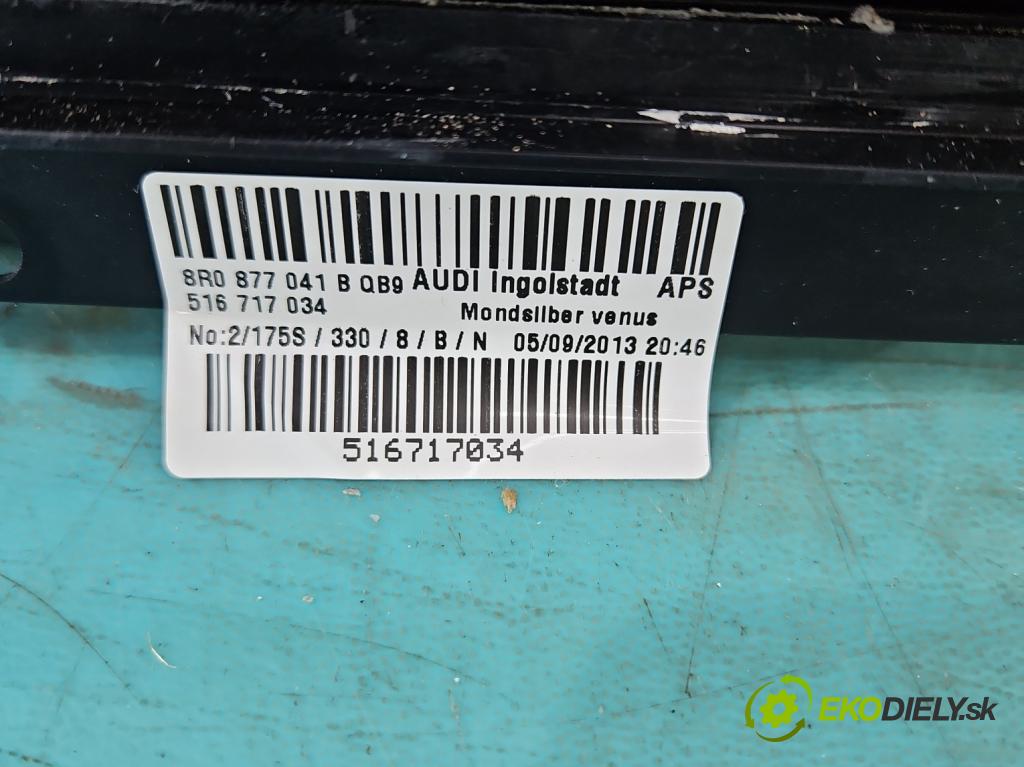 8R0 877 041 B QB9 AUDI Ingolstadt APS
516 717 034 Mondsilber venus
No:2/175S / 330 / 8 / B / N 05/09/2013 20:46
516717034
EKODIELY.sk